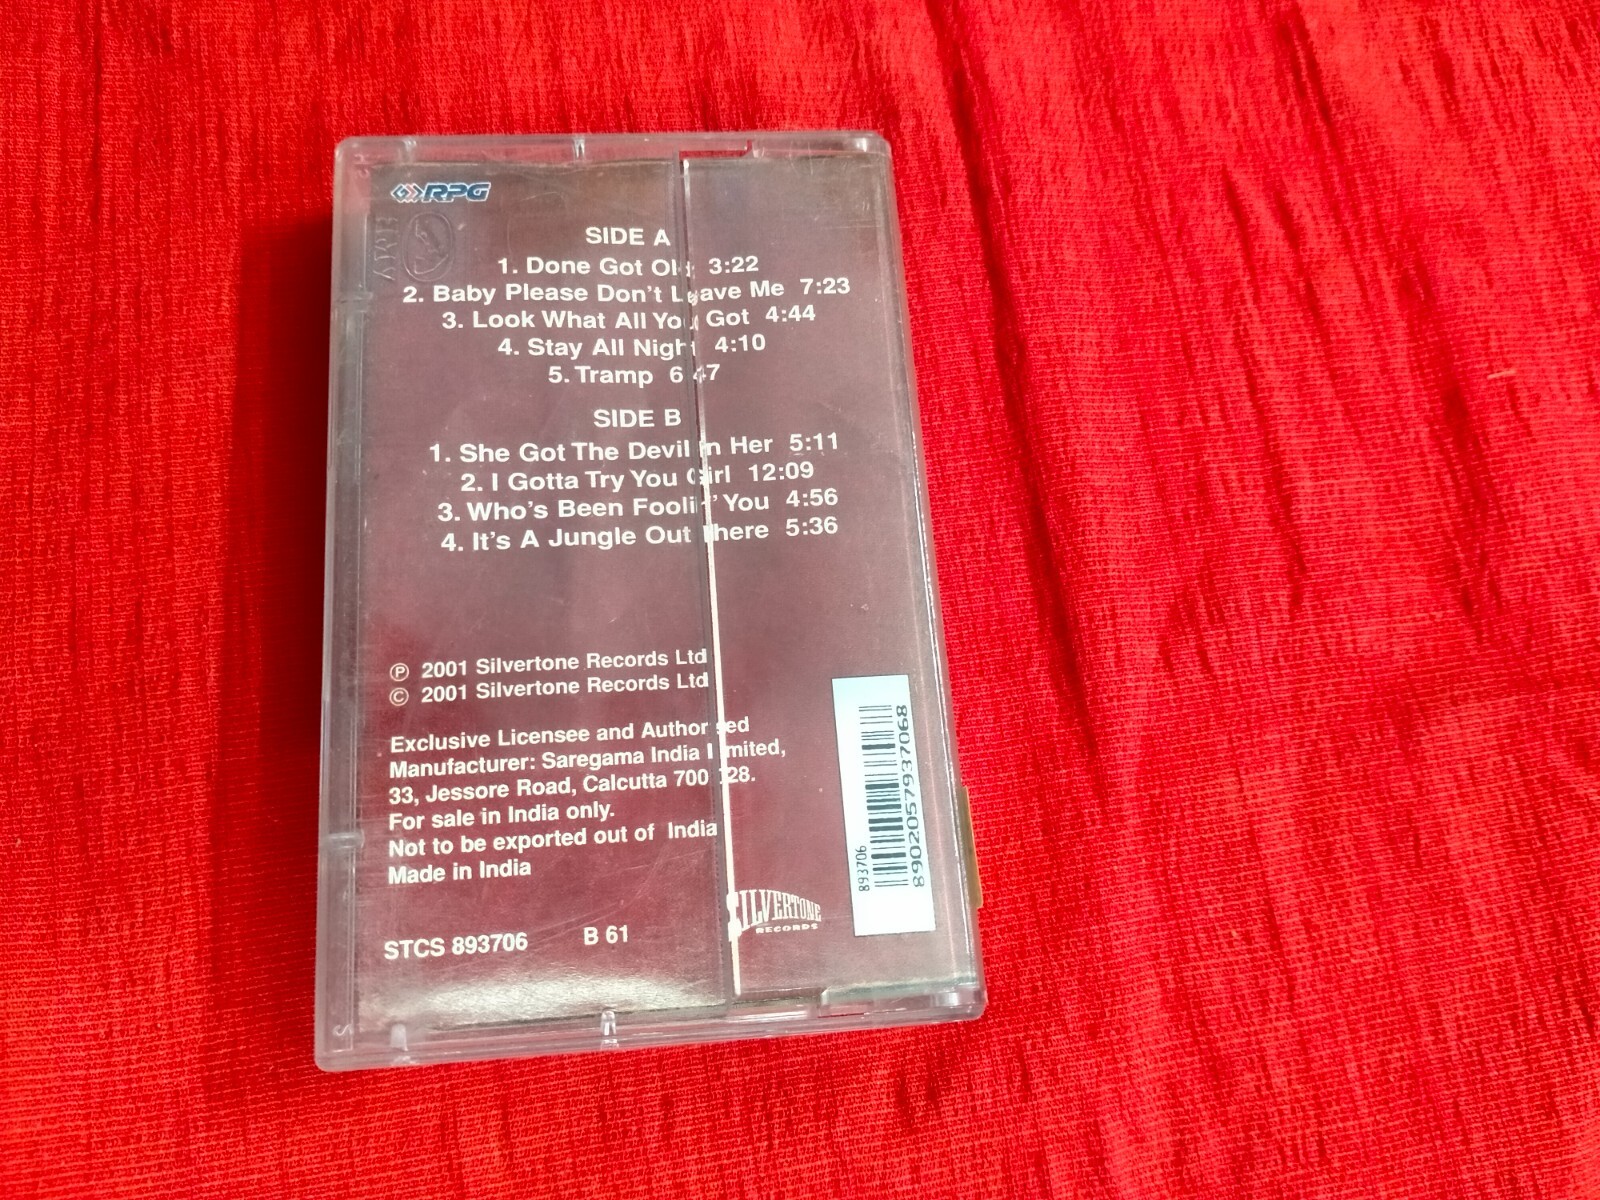 RPG
HMV
SIDE A
1. Done Got Old 3:22
2. Baby Please Don't Leave Me 7:23
3. Look What All You Got 4:44
4. Stay All Night 4:10
5. Tramp 6:47
SIDE B
1. She Got The Devil In Her 5:11
2. I Gotta Try You Girl 12:09
3. Who's Been Foolin' You 4:56
4. It's A Jungle Out There 5:36
℗ 2001 Silvertone Records Ltd
© 2001 Silvertone Records Ltd
Exclusive Licensee and Authorised
Manufacturer: Saregama India Limited,
33, Jessore Road, Calcutta 700 028.
For sale in India only.
Not to be exported out of India
Made in India
STCS 893706 B 61
SILVERTONE
RECORDS
893706
8902057937068